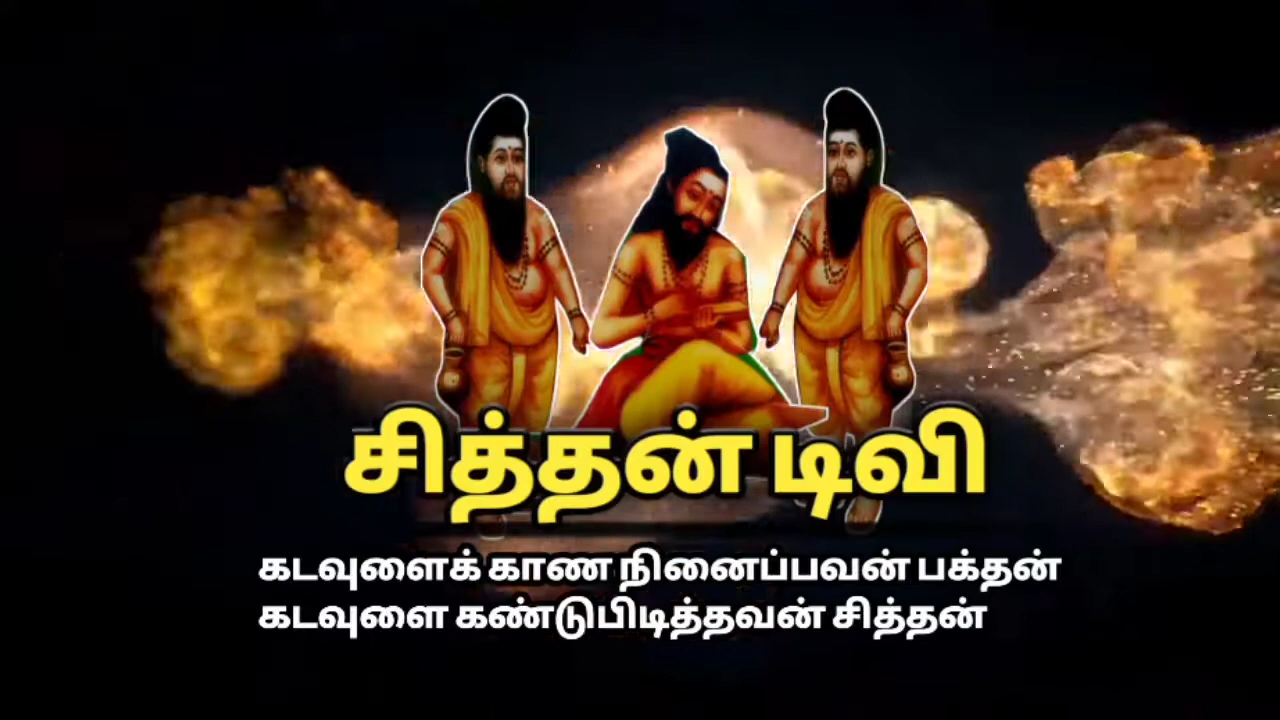 சித்தன் டிவி
கடவுளைக் காண நினைப்பவன் பக்தன்
கடவுளை கண்டுபிடித்தவன் சித்தன்